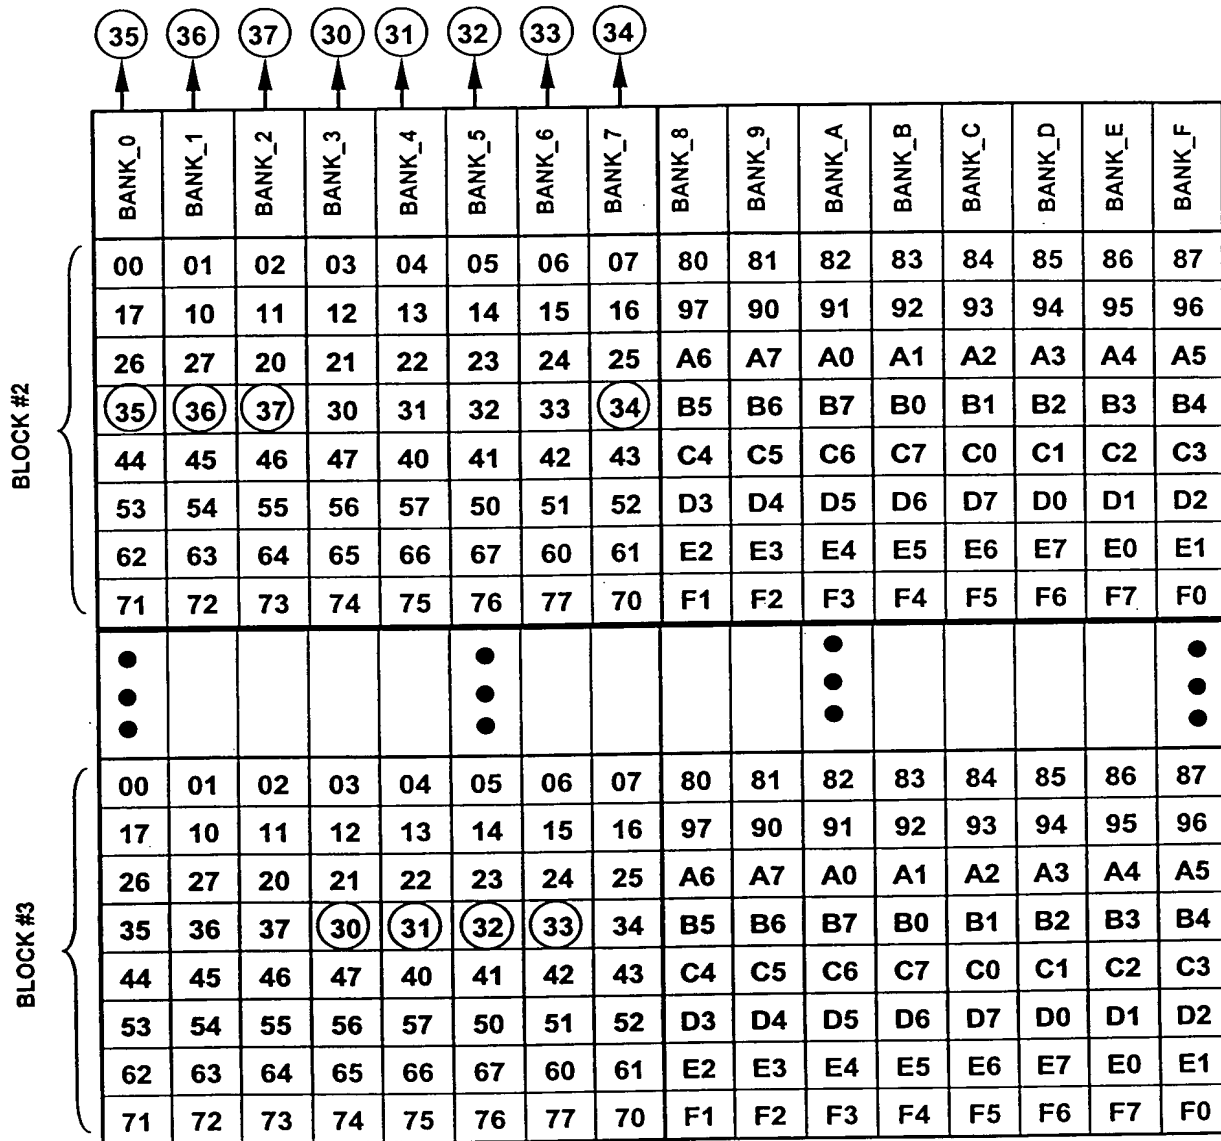 35 36 37 30 31 32 33 34
BANK_0 BANK_1 BANK_2 BANK_3 BANK_4 BANK_5 BANK_6 BANK_7 BANK_8 BANK_9 BANK_A BANK_B BANK_C BANK_D BANK_E BANK_F
BLOCK #2
00 01 02 03 04 05 06 07 80 81 82 83 84 85 86 87
17 10 11 12 13 14 15 16 97 90 91 92 93 94 95 96
26 27 20 21 22 23 24 25 A6 A7 A0 A1 A2 A3 A4 A5
35 36 37 30 31 32 33 34 B5 B6 B7 B0 B1 B2 B3 B4
44 45 46 47 40 41 42 43 C4 C5 C6 C7 C0 C1 C2 C3
53 54 55 56 57 50 51 52 D3 D4 D5 D6 D7 D0 D1 D2
62 63 64 65 66 67 60 61 E2 E3 E4 E5 E6 E7 E0 E1
71 72 73 74 75 76 77 70 F1 F2 F3 F4 F5 F6 F7 F0
BLOCK #3
00 01 02 03 04 05 06 07 80 81 82 83 84 85 86 87
17 10 11 12 13 14 15 16 97 90 91 92 93 94 95 96
26 27 20 21 22 23 24 25 A6 A7 A0 A1 A2 A3 A4 A5
35 36 37 30 31 32 33 34 B5 B6 B7 B0 B1 B2 B3 B4
44 45 46 47 40 41 42 43 C4 C5 C6 C7 C0 C1 C2 C3
53 54 55 56 57 50 51 52 D3 D4 D5 D6 D7 D0 D1 D2
62 63 64 65 66 67 60 61 E2 E3 E4 E5 E6 E7 E0 E1
71 72 73 74 75 76 77 70 F1 F2 F3 F4 F5 F6 F7 F0